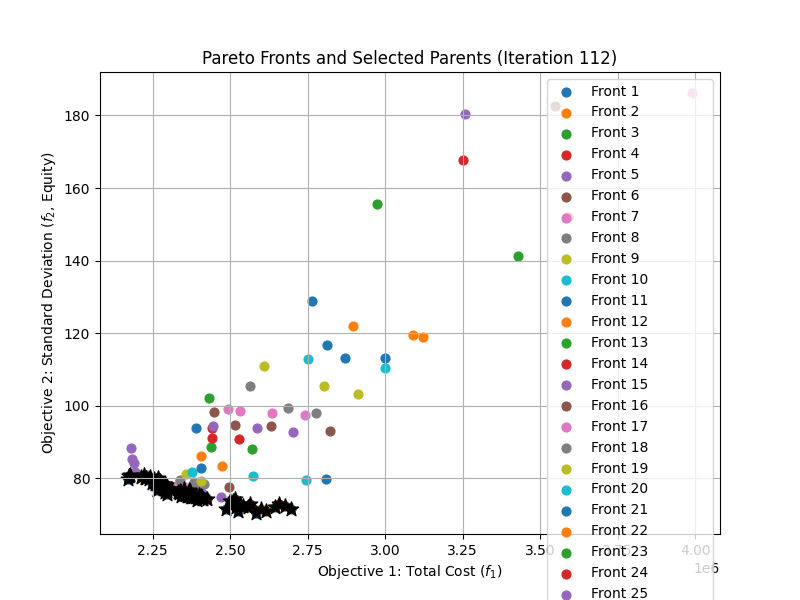 Pareto Fronts and Selected Parents (Iteration 112)
Objective 2: Standard Deviation (f₂, Equity)
180
160
140
120
100
80
2.25 2.50 2.75 3.00 3.25 3.50 3.75 4.00
1e6
Objective 1: Total Cost (f₁)
Front 1
Front 2
Front 3
Front 4
Front 5
Front 6
Front 7
Front 8
Front 9
Front 10
Front 11
Front 12
Front 13
Front 14
Front 15
Front 16
Front 17
Front 18
Front 19
Front 20
Front 21
Front 22
Front 23
Front 24
Front 25